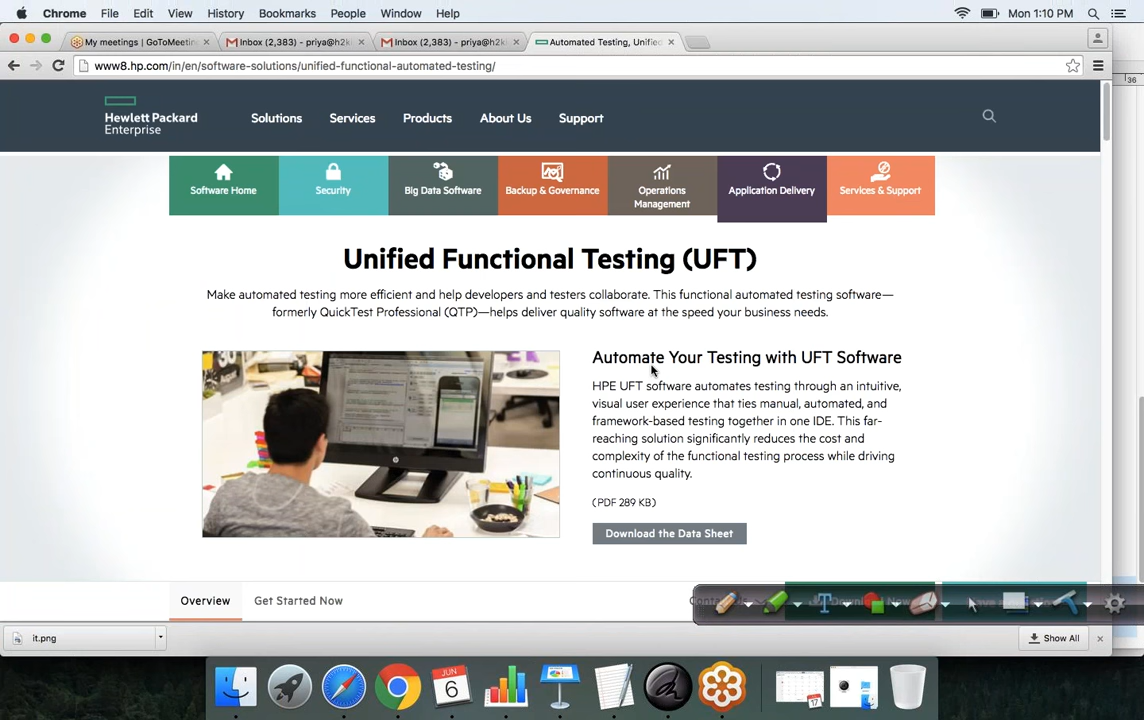 Chrome File Edit View History Bookmarks People Window Help Mon 1:10 PM
My meetings | GoToMeetin Inbox (2,383) - priya@h2k Inbox (2,383) - priya@h2k Automated Testing, Unifie
www8.hp.com/in/en/software-solutions/unified-functional-automated-testing/
36
Hewlett Packard
Enterprise
Solutions Services Products About Us Support
Software Home Security Big Data Software Backup & Governance Operations Management Application Delivery Services & Support
Unified Functional Testing (UFT)
Make automated testing more efficient and help developers and testers collaborate. This functional automated testing software—
formerly QuickTest Professional (QTP)—helps deliver quality software at the speed your business needs.
Automate Your Testing with UFT Software
HPE UFT software automates testing through an intuitive,
visual user experience that ties manual, automated, and
framework-based testing together in one IDE. This far-
reaching solution significantly reduces the cost and
complexity of the functional testing process while driving
continuous quality.
(PDF 289 KB)
Download the Data Sheet
Overview Get Started Now
it.png Show All
6
17